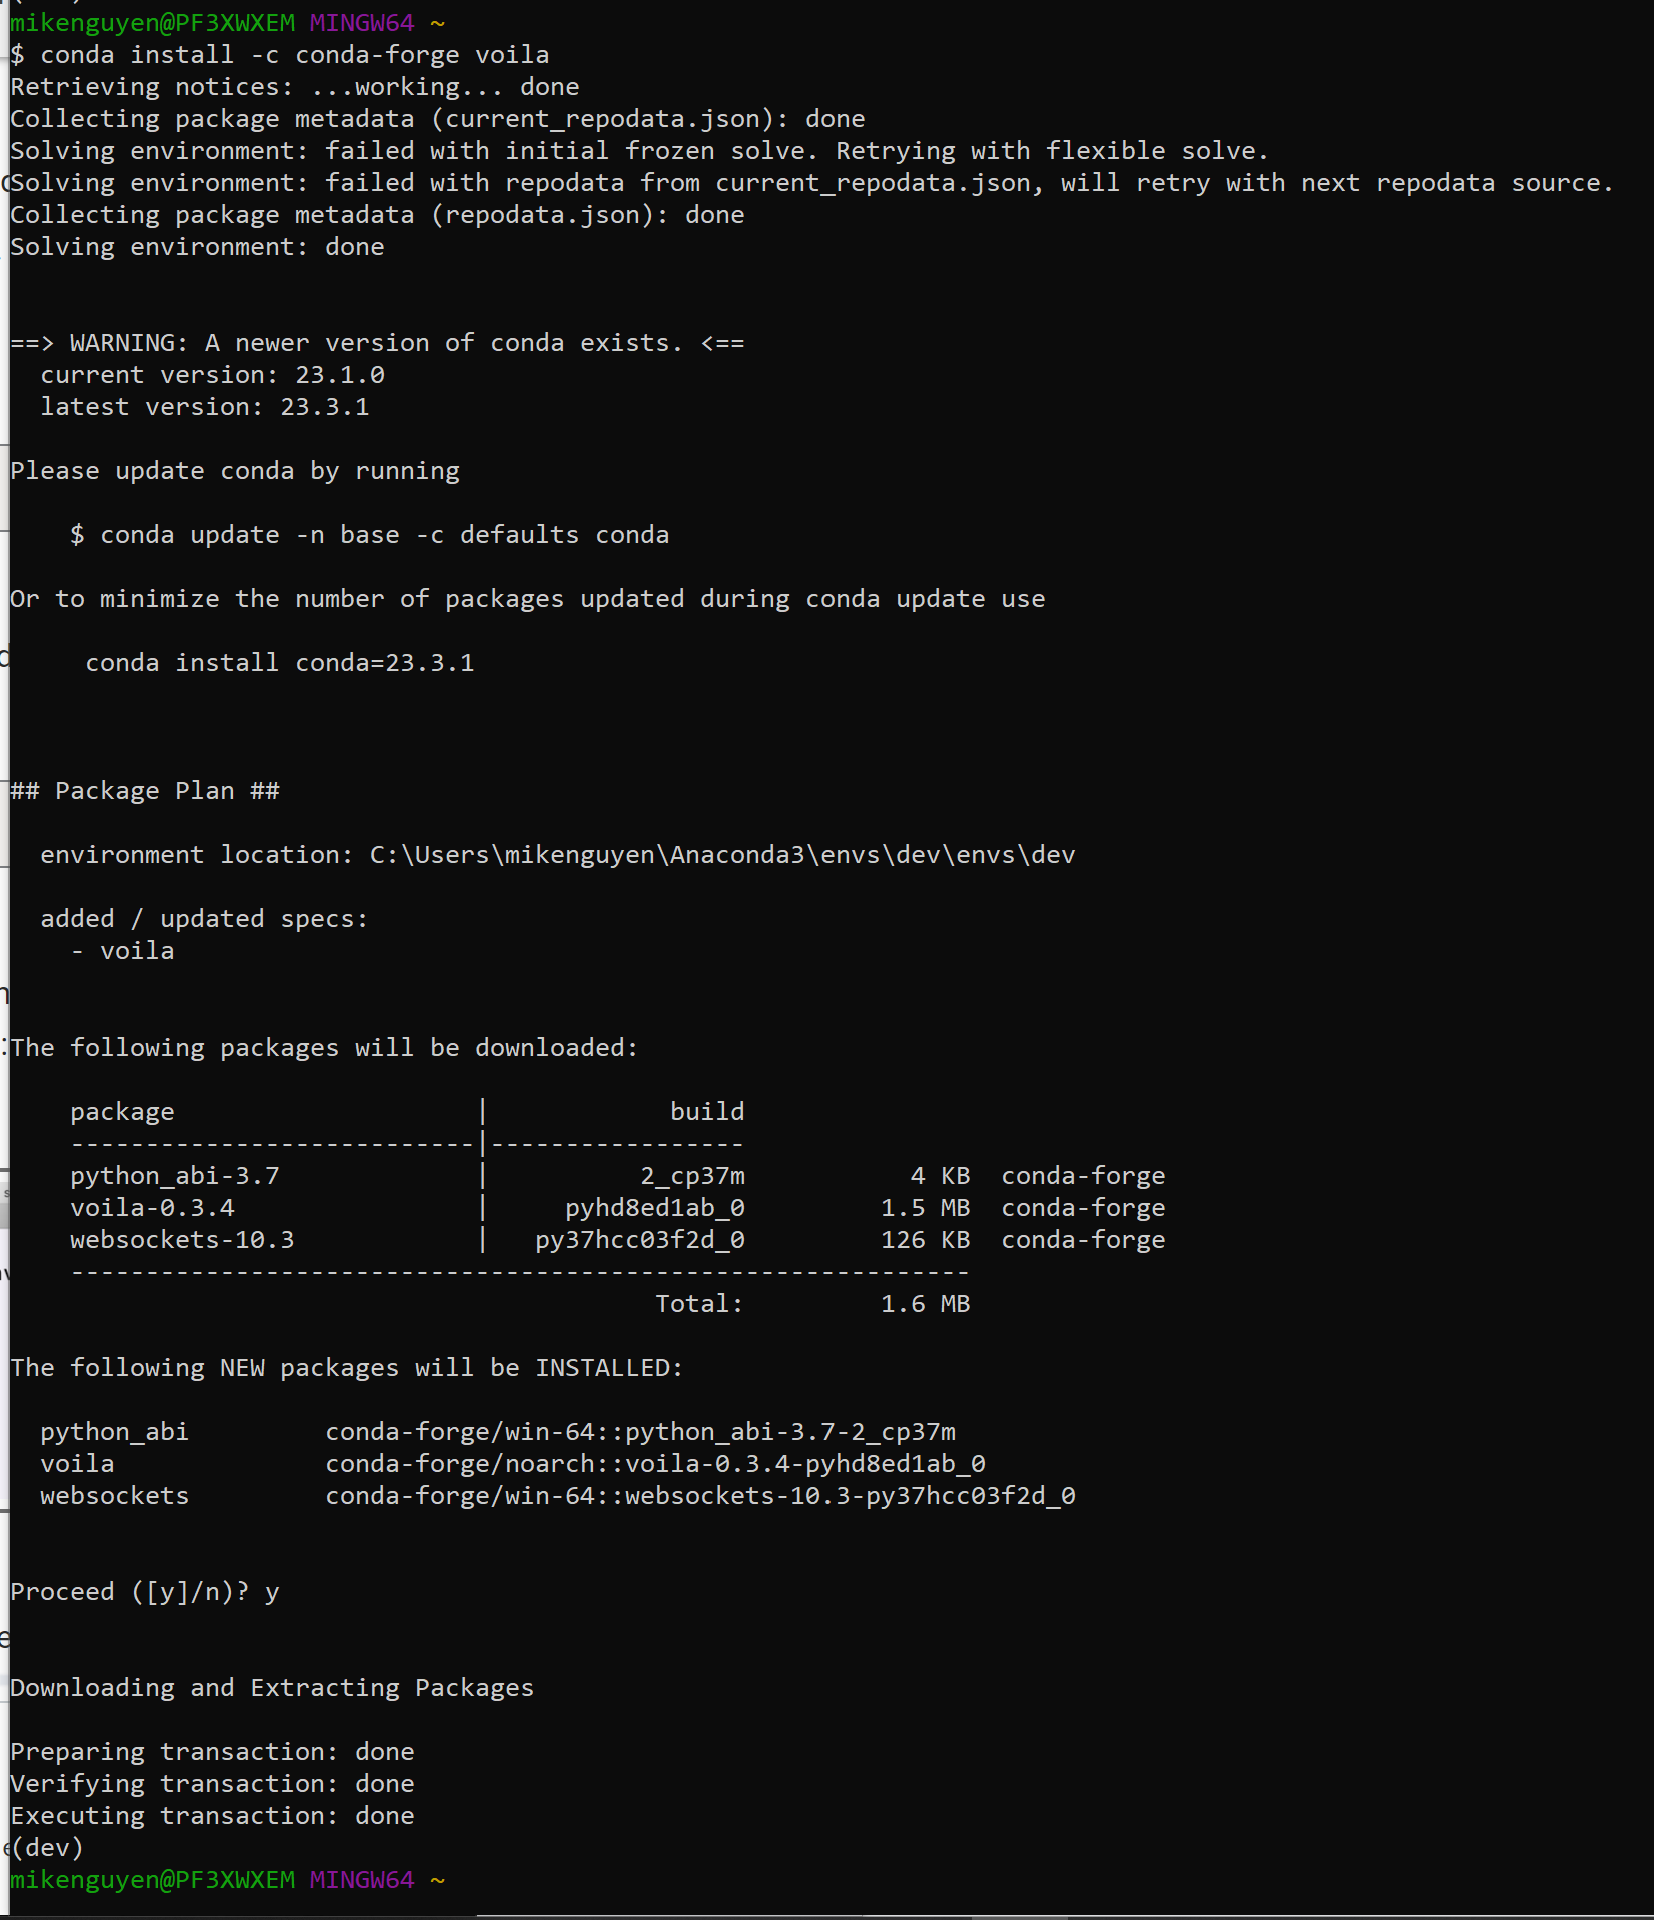 mikenguyen@PF3XWXEM MINGW64 ~
$ conda install -c conda-forge voila
Retrieving notices: ...working... done
Collecting package metadata (current_repodata.json): done
Solving environment: failed with initial frozen solve. Retrying with flexible solve.
Solving environment: failed with repodata from current_repodata.json, will retry with next repodata source.
Collecting package metadata (repodata.json): done
Solving environment: done
==> WARNING: A newer version of conda exists. <==
  current version: 23.1.0
  latest version: 23.3.1
Please update conda by running
    $ conda update -n base -c defaults conda
Or to minimize the number of packages updated during conda update use
     conda install conda=23.3.1
## Package Plan ##
  environment location: C:\Users\mikenguyen\Anaconda3\envs\dev\envs\dev
  added / updated specs:
    - voila
The following packages will be downloaded:
    package                    |            build
    ---------------------------|-----------------
    python_abi-3.7             |          2_cp37m           4 KB  conda-forge
    voila-0.3.4                |     pyhd8ed1ab_0         1.5 MB  conda-forge
    websockets-10.3            |   py37hcc03f2d_0         126 KB  conda-forge
    ------------------------------------------------------------
                                           Total:         1.6 MB
The following NEW packages will be INSTALLED:
  python_abi         conda-forge/win-64::python_abi-3.7-2_cp37m
  voila              conda-forge/noarch::voila-0.3.4-pyhd8ed1ab_0
  websockets         conda-forge/win-64::websockets-10.3-py37hcc03f2d_0
Proceed ([y]/n)? y
Downloading and Extracting Packages
Preparing transaction: done
Verifying transaction: done
Executing transaction: done
(dev)
mikenguyen@PF3XWXEM MINGW64 ~